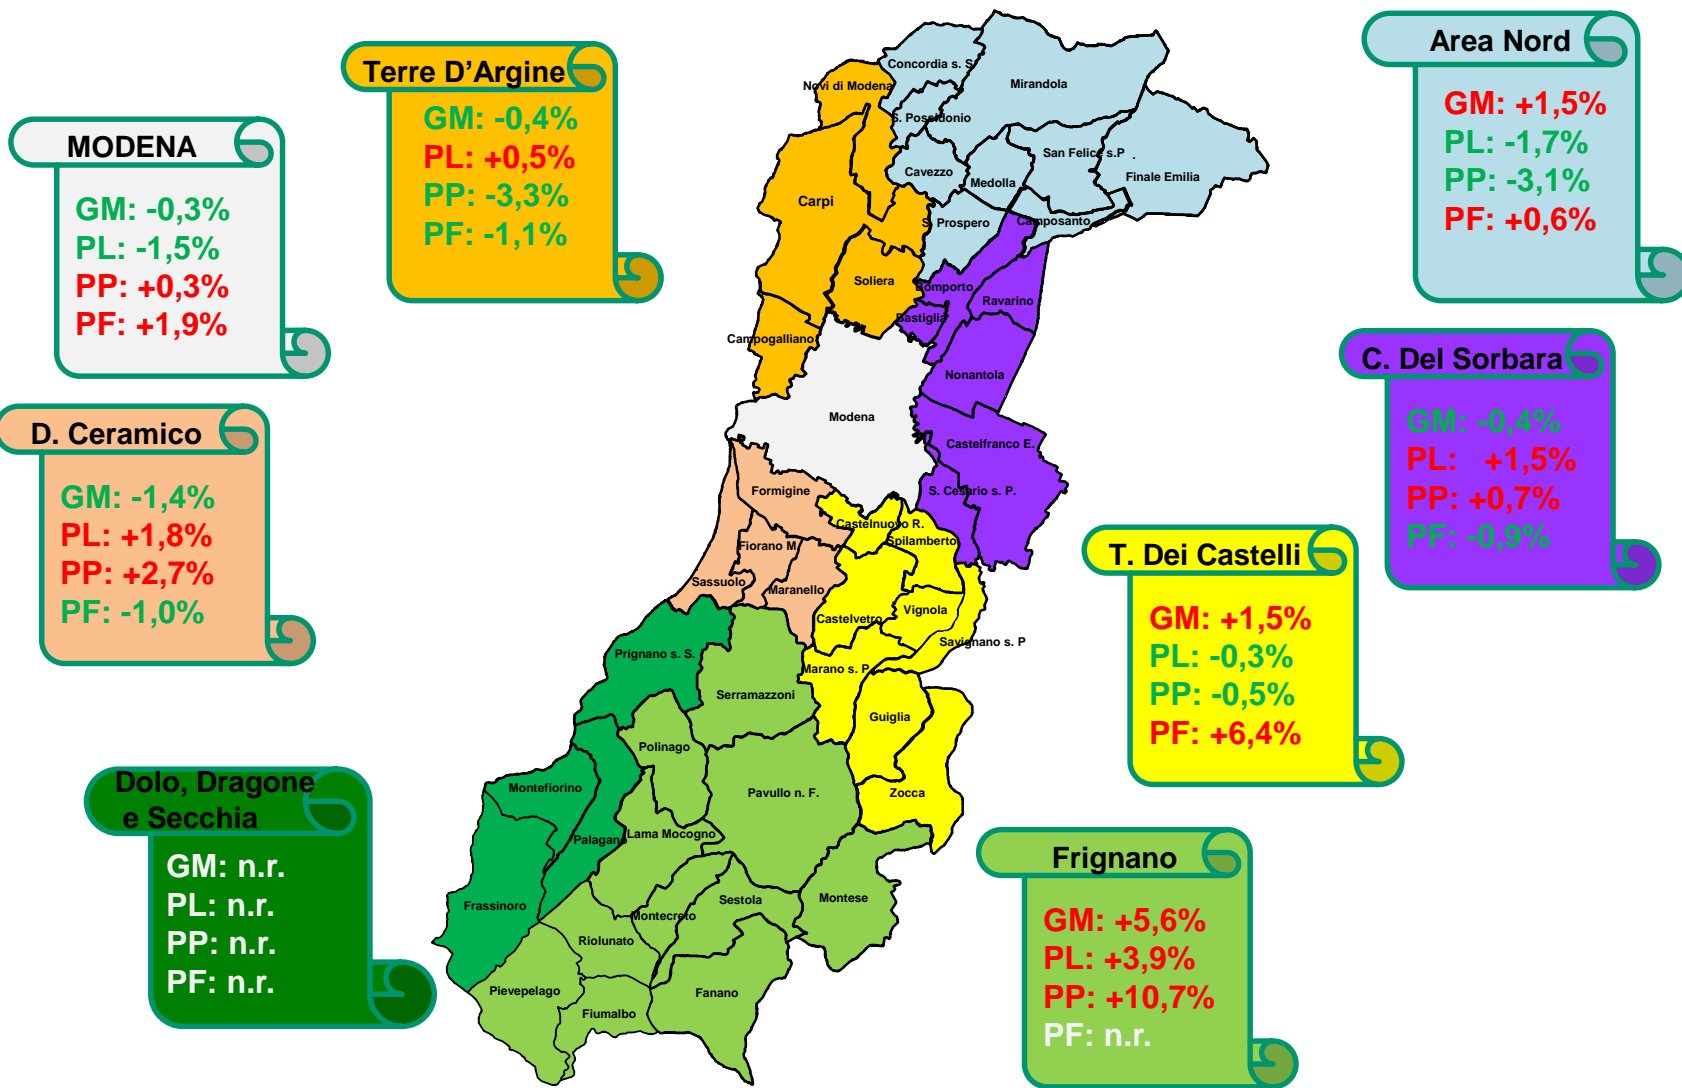 MODENA
GM: -0,3%
PL: -1,5%
PP: +0,3%
PF: +1,9%
Terre D'Argine
GM: -0,4%
PL: +0,5%
PP: -3,3%
PF: -1,1%
Area Nord
GM: +1,5%
PL: -1,7%
PP: -3,1%
PF: +0,6%
C. Del Sorbara
GM: -0,4%
PL: +1,5%
PP: +0,7%
PF: -0,9%
D. Ceramico
GM: -1,4%
PL: +1,8%
PP: +2,7%
PF: -1,0%
T. Dei Castelli
GM: +1,5%
PL: -0,3%
PP: -0,5%
PF: +6,4%
Dolo, Dragone
e Secchia
GM: n.r.
PL: n.r.
PP: n.r.
PF: n.r.
Frignano
GM: +5,6%
PL: +3,9%
PP: +10,7%
PF: n.r.
Concordia s. S
Novi di Modena
Mirandola
S. Possidonio
San Felice s.P .
Cavezzo
Medolla
Finale Emilia
Carpi
S. Prospero
Camposanto
Soliera
Bomporto
Ravarino
Bastiglia
Campogalliano
Nonantola
Modena
Castelfranco E.
Formigine
S. Cesario s. P.
Castelnuovo R.
Spilamberto
Fiorano M
Sassuolo
Maranello
Castelvetro
Vignola
Savignano s. P
Prignano s. S.
Marano s. P
Serramazzoni
Guiglia
Polinago
Montefiorino
Pavullo n. F.
Zocca
Palagano
Lama Mocogno
Frassinoro
Montecreto
Sestola
Montese
Riolunato
Pievepelago
Fanano
Fiumalbo